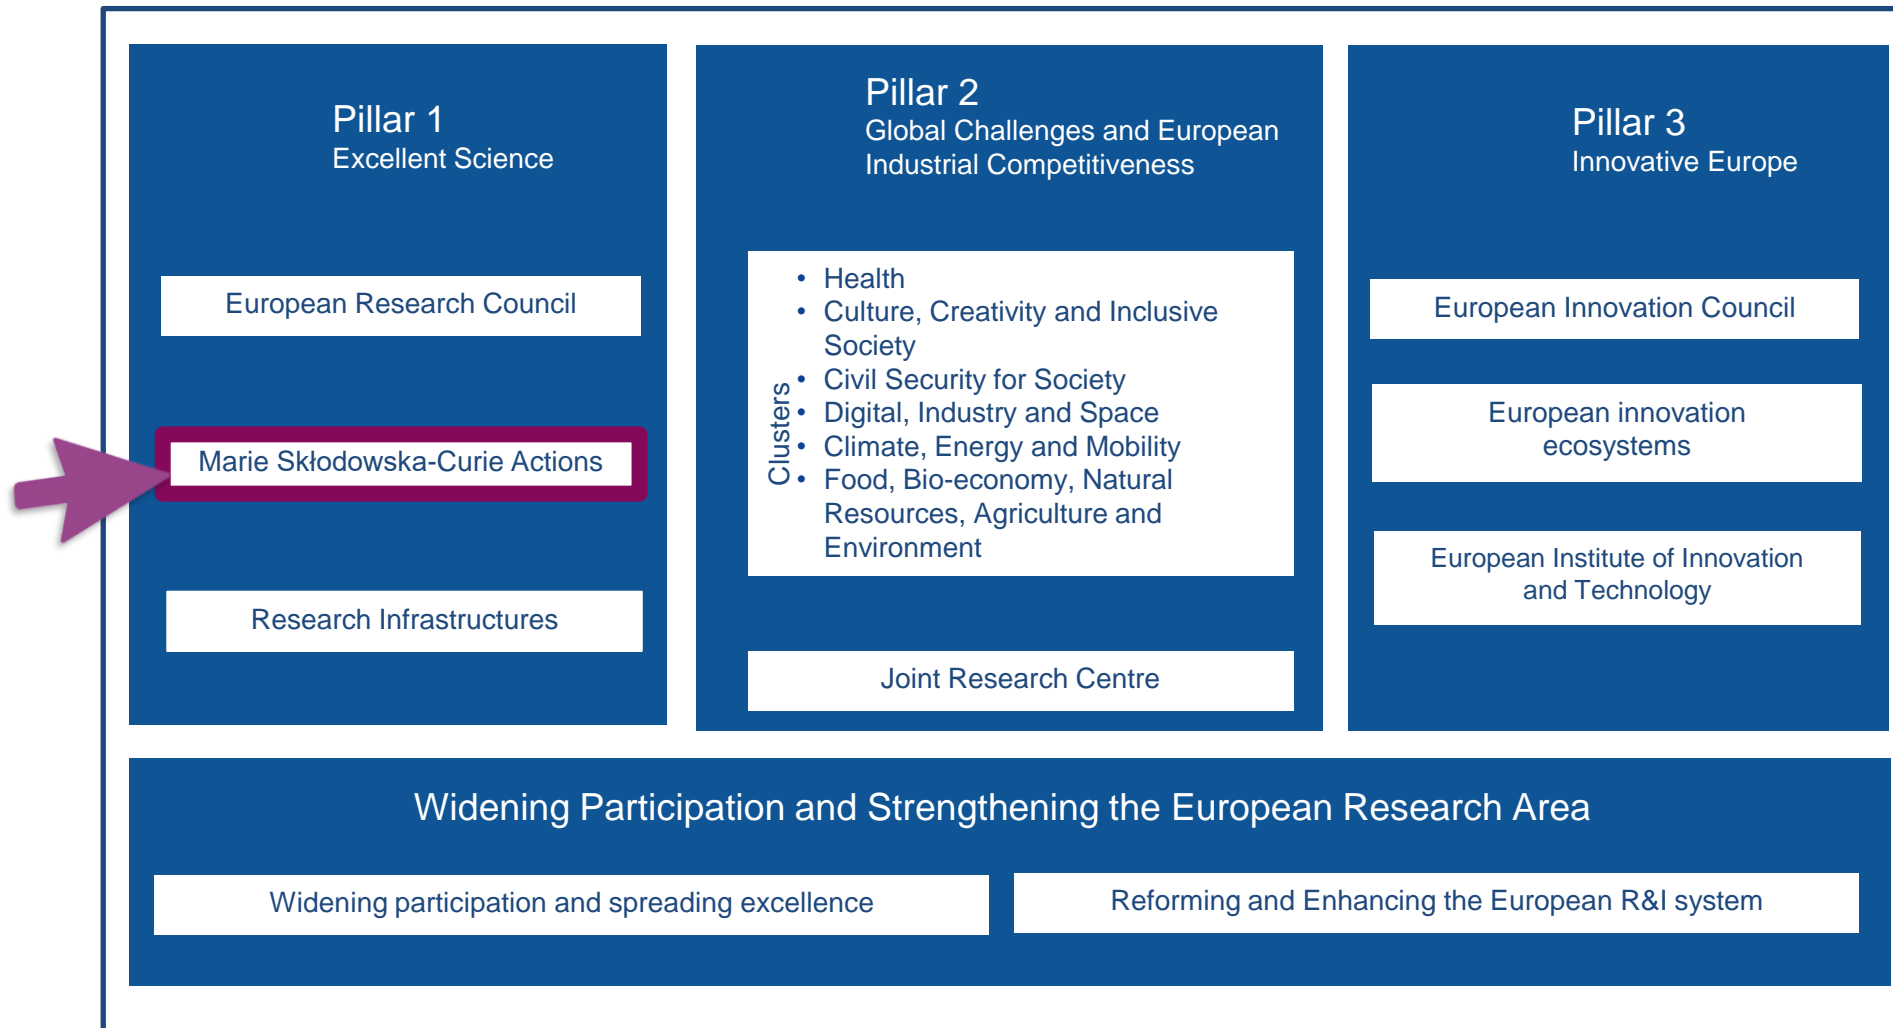 Pillar 1
Excellent Science
European Research Council
Marie Skłodowska-Curie Actions
Research Infrastructures
Pillar 2
Global Challenges and European
Industrial Competitiveness
Clusters
• Health
• Culture, Creativity and Inclusive
Society
• Civil Security for Society
• Digital, Industry and Space
• Climate, Energy and Mobility
• Food, Bio-economy, Natural
Resources, Agriculture and
Environment
Joint Research Centre
Pillar 3
Innovative Europe
European Innovation Council
European innovation
ecosystems
European Institute of Innovation
and Technology
Widening Participation and Strengthening the European Research Area
Widening participation and spreading excellence
Reforming and Enhancing the European R&I system